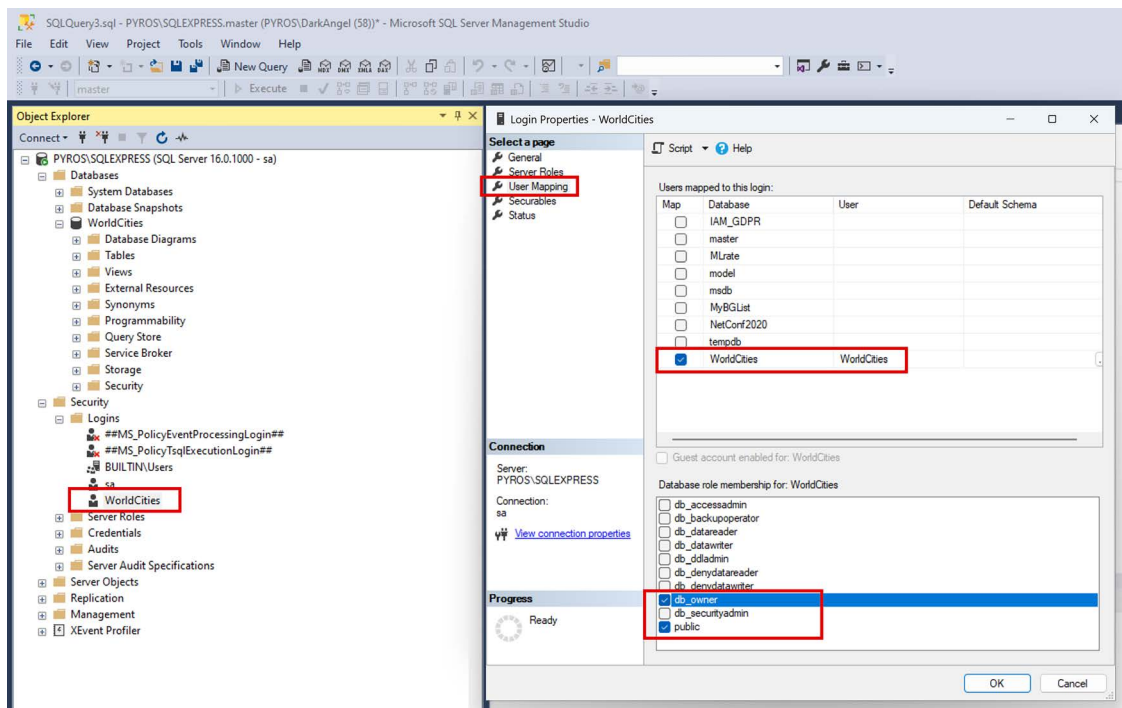 SQLQuery3.sql - PYROS\SQLEXPRESS.master (PYROS\DarkAngel (58))* - Microsoft SQL Server Management Studio
File Edit View Project Tools Window Help
New Query MDX DMX XMLA DAX
master Execute
Object Explorer
Connect
PYROS\SQLEXPRESS (SQL Server 16.0.1000 - sa)
Databases
System Databases
Database Snapshots
WorldCities
Database Diagrams
Tables
Views
External Resources
Synonyms
Programmability
Query Store
Service Broker
Storage
Security
Security
Logins
##MS_PolicyEventProcessingLogin##
##MS_PolicyTsqlExecutionLogin##
BUILTIN\Users
sa
WorldCities
Server Roles
Credentials
Audits
Server Audit Specifications
Server Objects
Replication
Management
XEvent Profiler
Login Properties - WorldCities
Select a page
General
Server Roles
User Mapping
Securables
Status
Connection
Server:
PYROS\SQLEXPRESS
Connection:
sa
View connection properties
Progress
Ready
Script Help
Users mapped to this login:
Map Database User Default Schema
IAM_GDPR
master
MLrate
model
msdb
MyBGList
NetConf2020
tempdb
WorldCities WorldCities
Guest account enabled for: WorldCities
Database role membership for: WorldCities
db_accessadmin
db_backupoperator
db_datareader
db_datawriter
db_ddladmin
db_denydatareader
db_denydatawriter
db_owner
db_securityadmin
public
OK Cancel